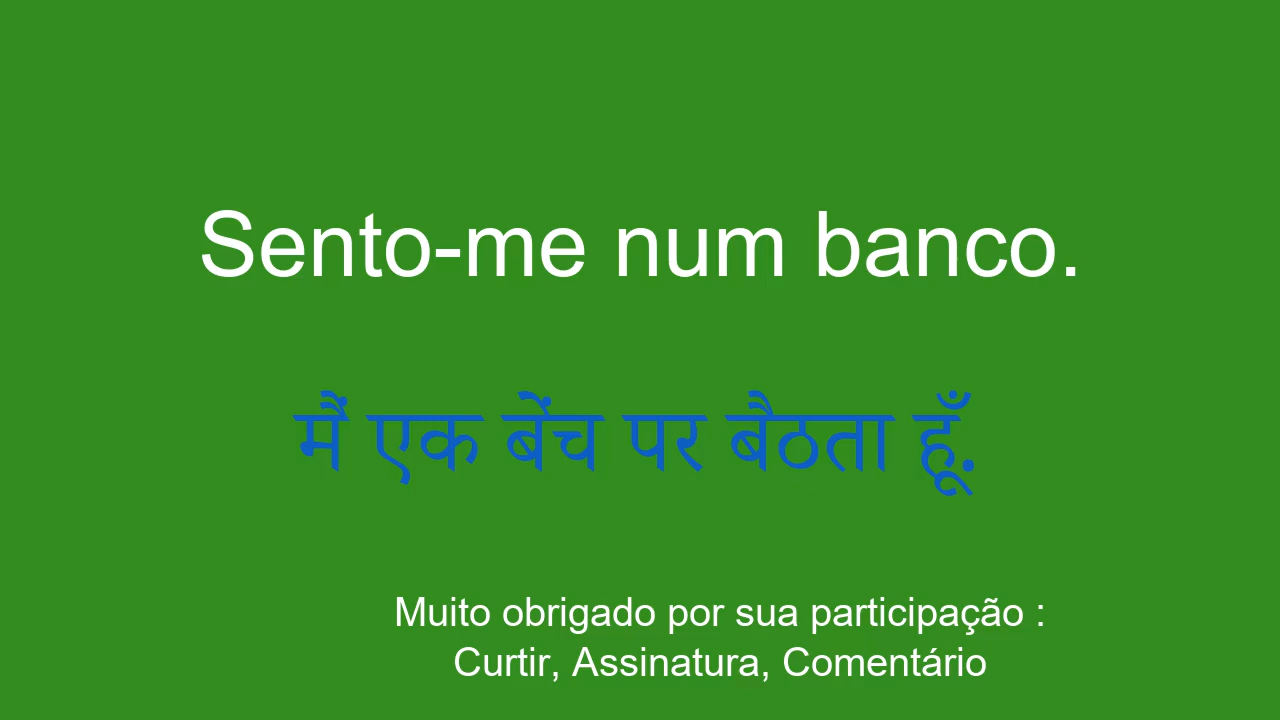 Sento-me num banco.
मैं एक बेंच पर बैठता हूँ.
Muito obrigado por sua participação :
Curtir, Assinatura, Comentário